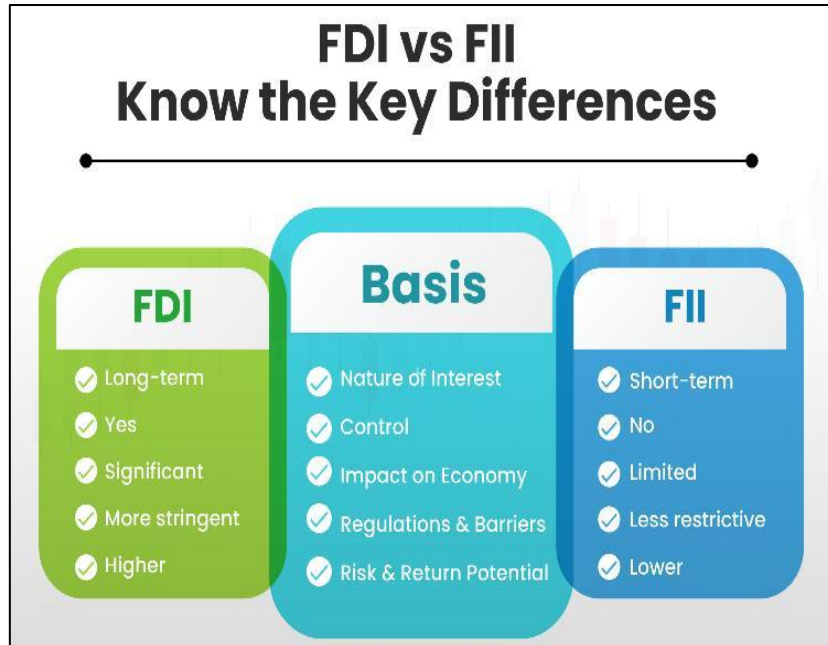 FDI vs FII
Know the Key Differences
FDI
Long-term
Yes
Significant
More stringent
Higher
Basis
Nature of Interest
Control
Impact on Economy
Regulations & Barriers
Risk & Return Potential
FII
Short-term
No
Limited
Less restrictive
Lower